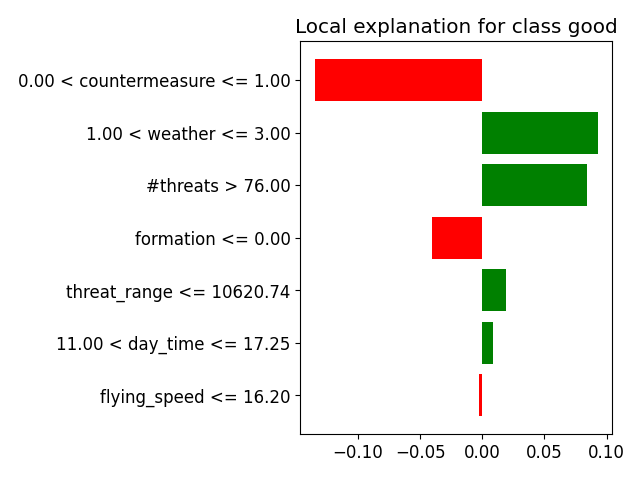 Local explanation for class good
0.00 < countermeasure <= 1.00
1.00 < weather <= 3.00
#threats > 76.00
formation <= 0.00
threat_range <= 10620.74
11.00 < day_time <= 17.25
flying_speed <= 16.20
−0.10 −0.05 0.00 0.05 0.10